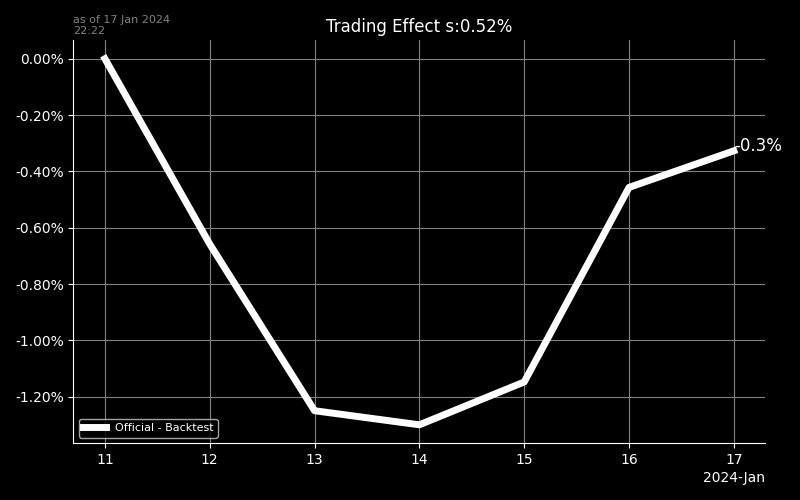 as of 17 Jan 2024
22:22
Trading Effect s:0.52%
0.00%
-0.20%
-0.40%
-0.60%
-0.80%
-1.00%
-1.20%
-0.3%
Official - Backtest
11 12 13 14 15 16 17
2024-Jan